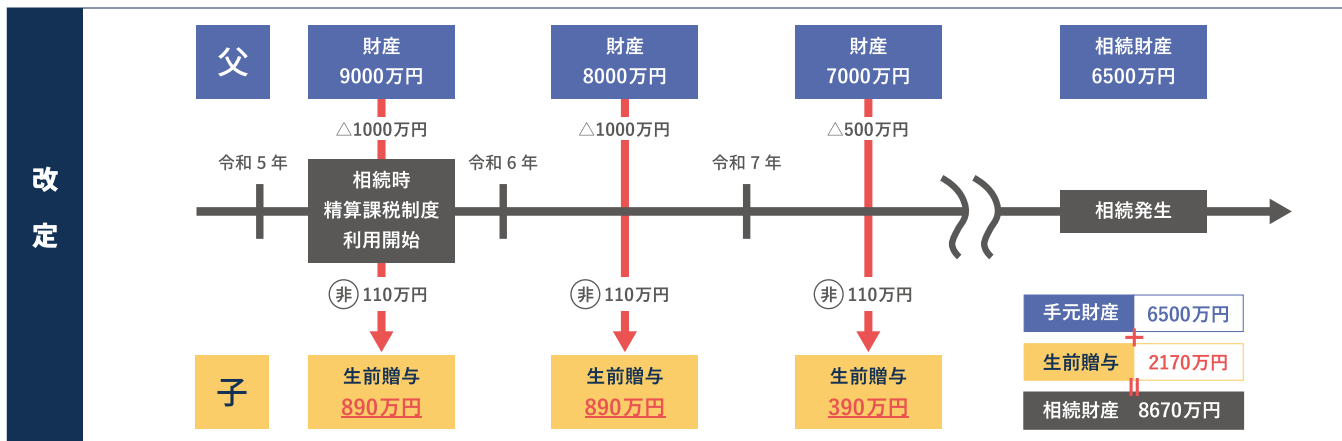 改
定
父
財産
9000万円
財産
8000万円
財産
7000万円
相続財産
6500万円
△1000万円
△1000万円
△500万円
令和5年
令和6年
令和7年
相続時
精算課税制度
利用開始
相続発生
非 110万円
非 110万円
非 110万円
子
生前贈与
890万円
生前贈与
890万円
生前贈与
390万円
手元財産 6500万円
+
生前贈与 2170万円
=
相続財産 8670万円